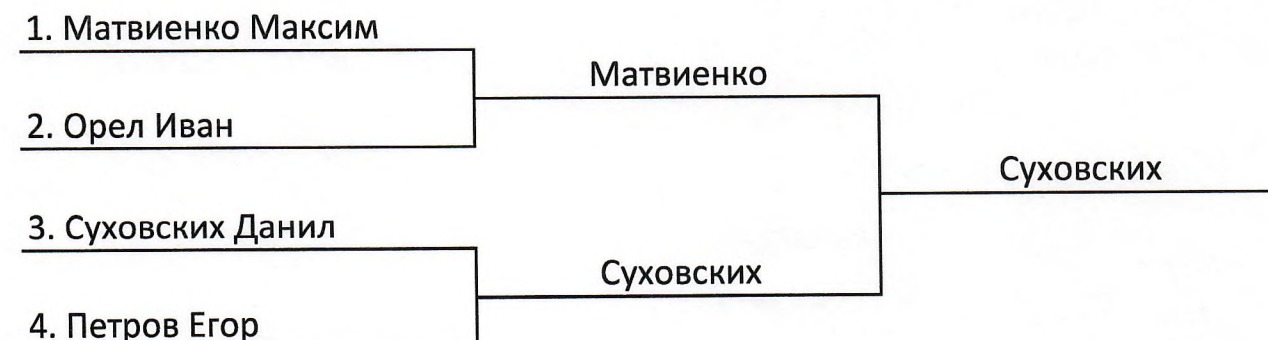 1. Матвиенко Максим
Матвиенко
2. Орел Иван
Суховских
3. Суховских Данил
Суховских
4. Петров Егор